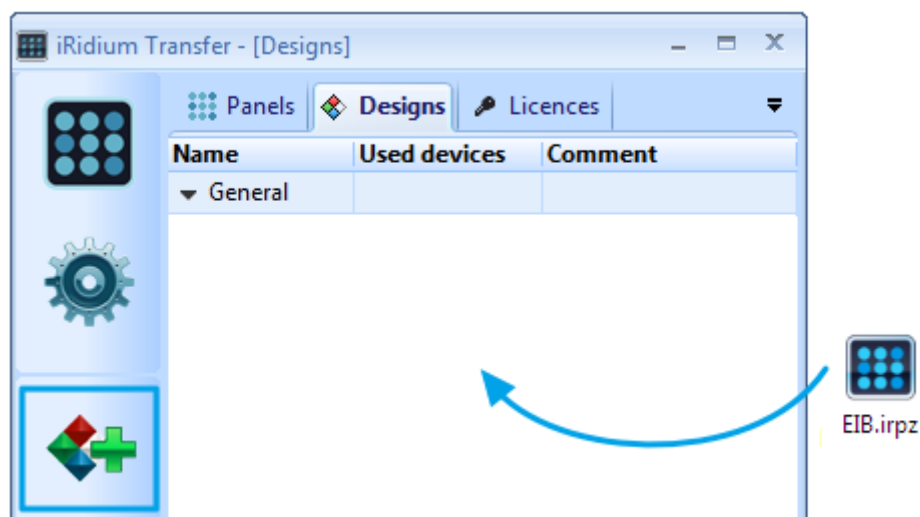 iRidium Transfer - [Designs]
Panels Designs Licences
Name Used devices Comment
General
EIB.irpz